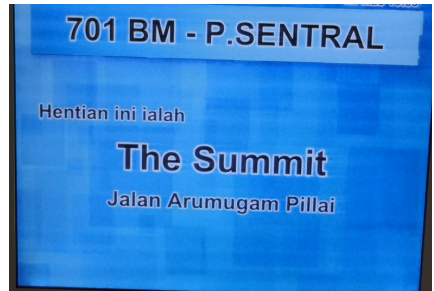 701 BM - P.SENTRAL
Hentian ini ialah
The Summit
Jalan Arumugam Pillai